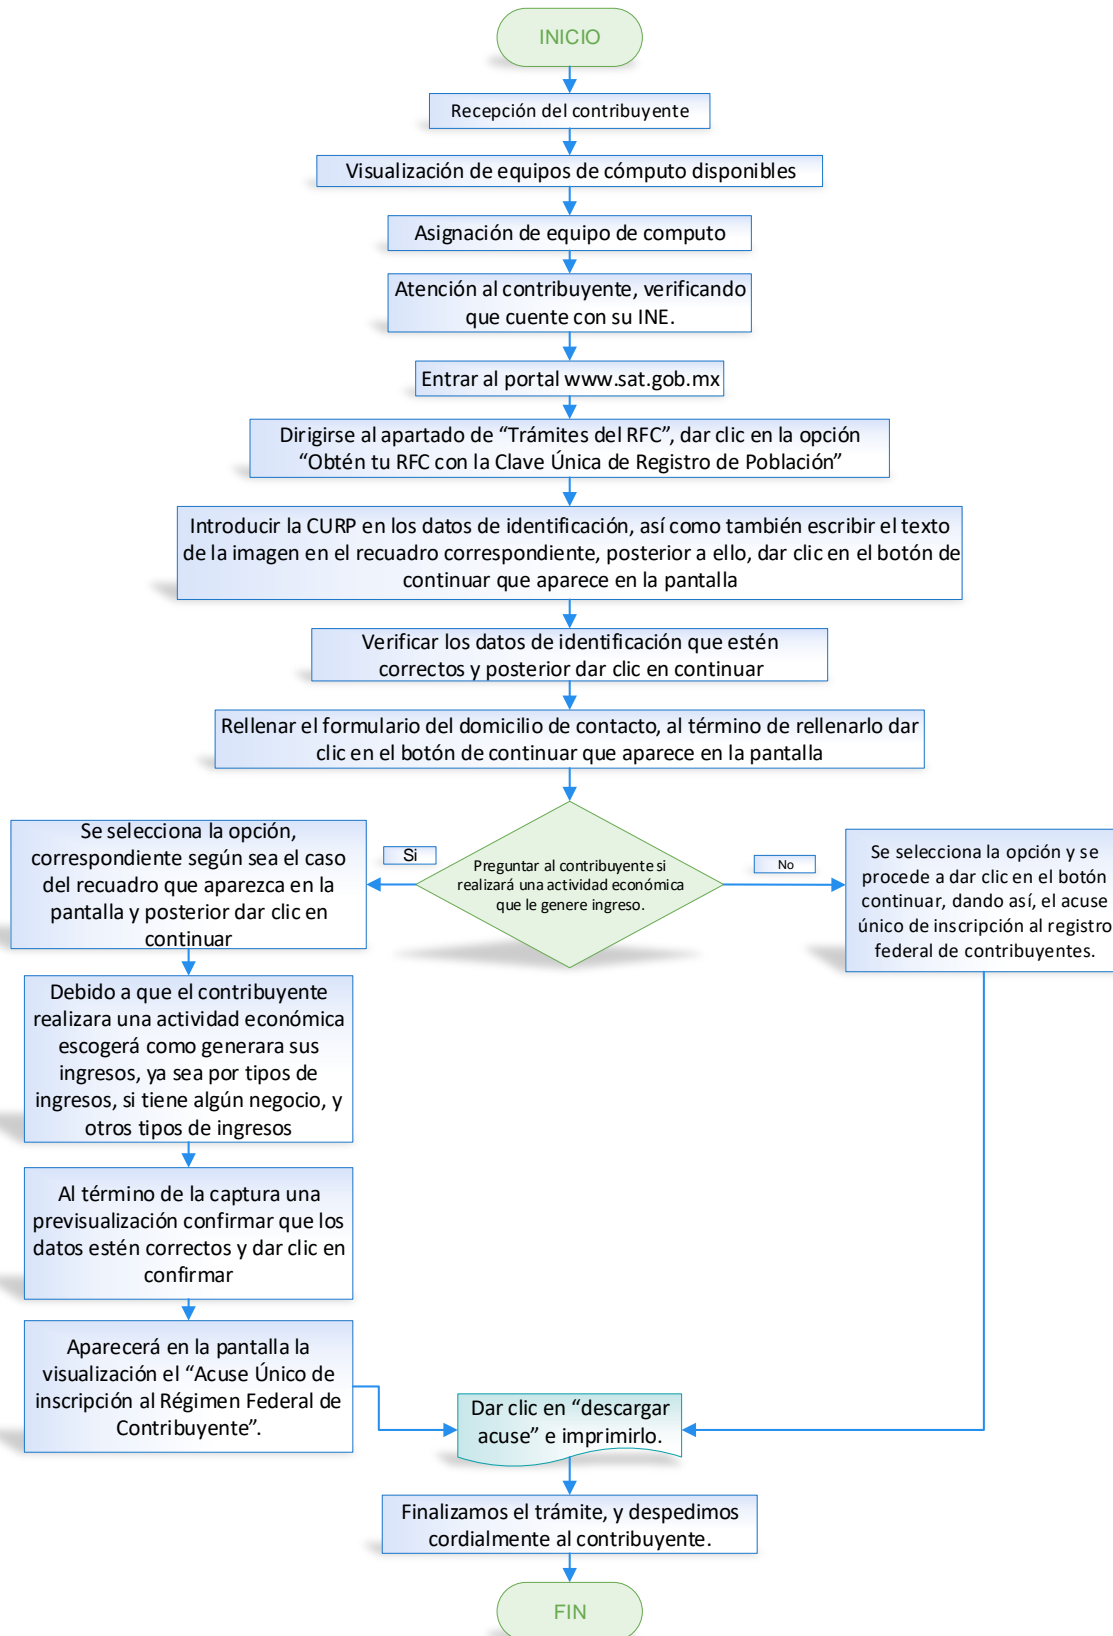 INICIO
Recepción del contribuyente
Visualización de equipos de cómputo disponibles
Asignación de equipo de computo
Atención al contribuyente, verificando
que cuente con su INE.
Entrar al portal www.sat.gob.mx
Dirigirse al apartado de “Trámites del RFC”, dar clic en la opción
“Obtén tu RFC con la Clave Única de Registro de Población”
Introducir la CURP en los datos de identificación, así como también escribir el texto
de la imagen en el recuadro correspondiente, posterior a ello, dar clic en el botón de
continuar que aparece en la pantalla
Verificar los datos de identificación que estén
correctos y posterior dar clic en continuar
Rellenar el formulario del domicilio de contacto, al término de rellenarlo dar
clic en el botón de continuar que aparece en la pantalla
Preguntar al contribuyente si
realizará una actividad económica
que le genere ingreso.
Si
Se selecciona la opción,
correspondiente según sea el caso
del recuadro que aparezca en la
pantalla y posterior dar clic en
continuar
No
Se selecciona la opción y se
procede a dar clic en el botón
continuar, dando así, el acuse
único de inscripción al registro
federal de contribuyentes.
Debido a que el contribuyente
realizara una actividad económica
escogerá como generara sus
ingresos, ya sea por tipos de
ingresos, si tiene algún negocio, y
otros tipos de ingresos
Al término de la captura una
previsualización confirmar que los
datos estén correctos y dar clic en
confirmar
Aparecerá en la pantalla la
visualización el “Acuse Único de
inscripción al Régimen Federal de
Contribuyente”.
Dar clic en “descargar
acuse” e imprimirlo.
Finalizamos el trámite, y despedimos
cordialmente al contribuyente.
FIN